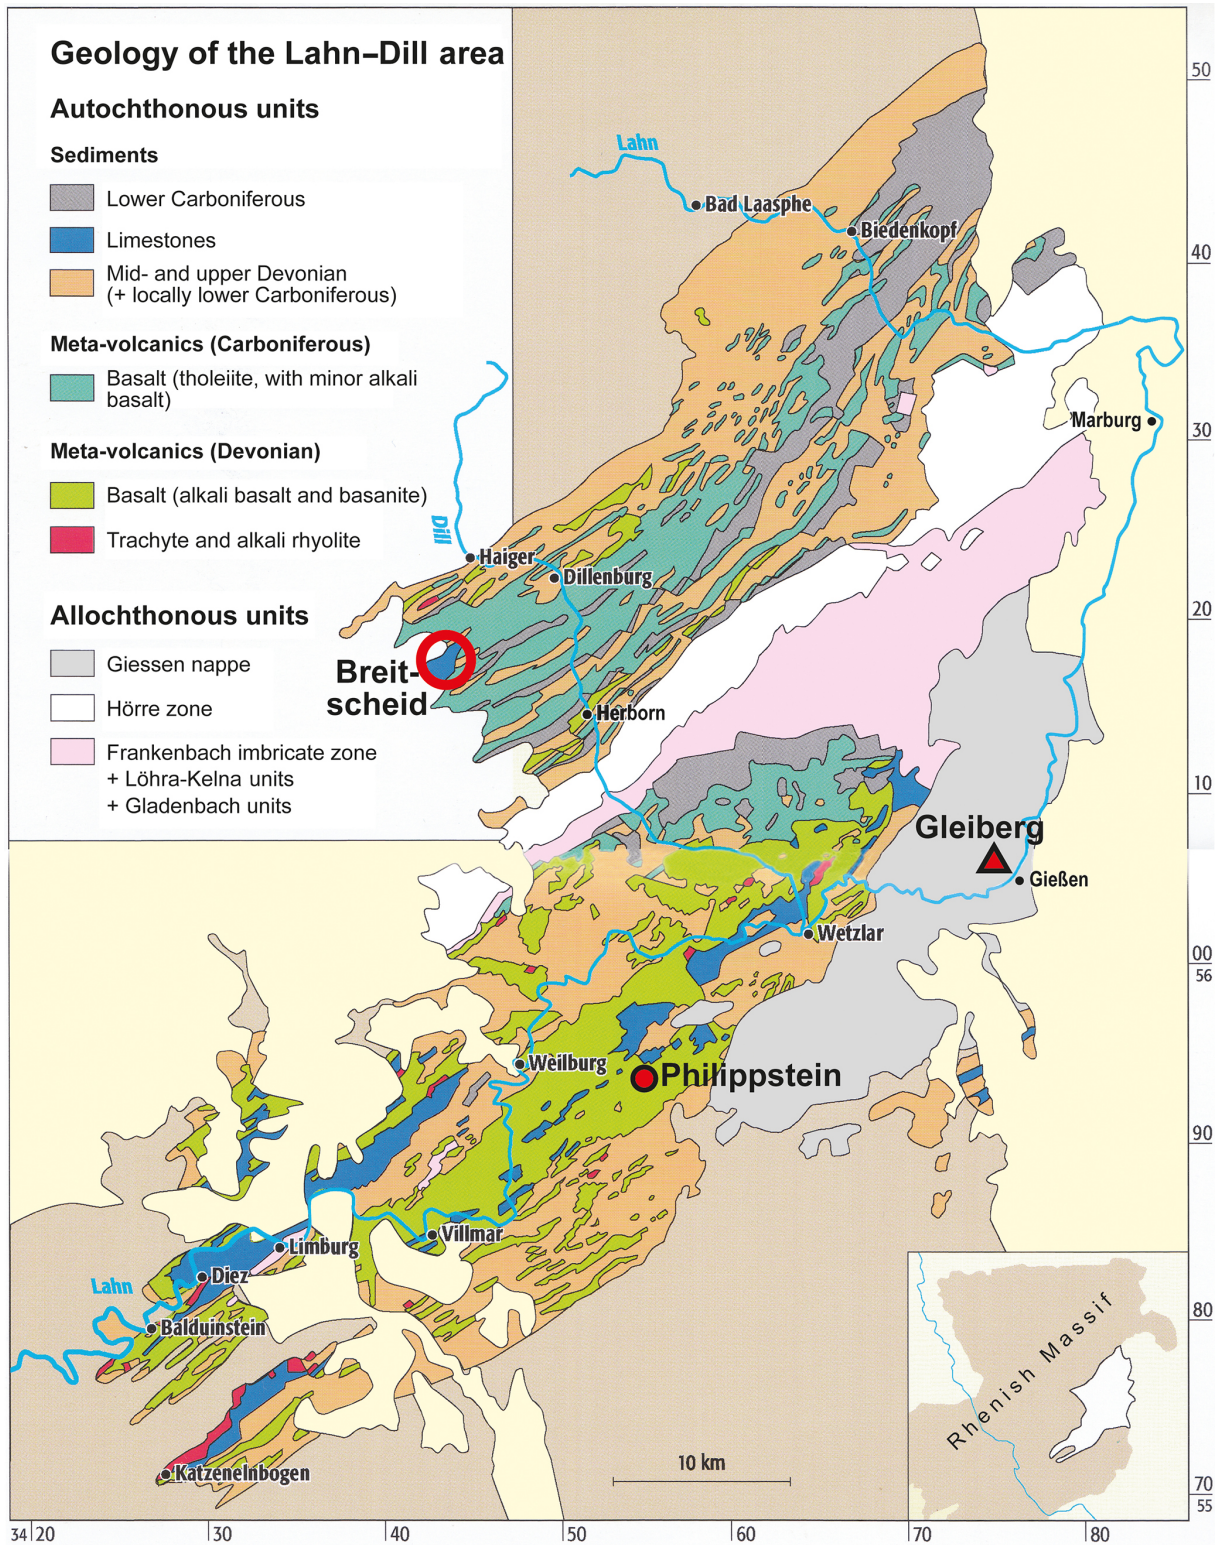 Geology of the Lahn–Dill area
Autochthonous units
Sediments
Lower Carboniferous
Limestones
Mid- and upper Devonian
(+ locally lower Carboniferous)
Meta-volcanics (Carboniferous)
Basalt (tholeiite, with minor alkali
basalt)
Meta-volcanics (Devonian)
Basalt (alkali basalt and basanite)
Trachyte and alkali rhyolite
Allochthonous units
Giessen nappe
Hörre zone
Frankenbach imbricate zone
+ Löhra-Kelna units
+ Gladenbach units
Lahn
Bad Laasphe
Biedenkopf
Marburg
Dill
Haiger
Dillenburg
Breit-
scheid
Herborn
Gleiberg
Gießen
Wetzlar
Weilburg
Philippstein
Villmar
Limburg
Diez
Lahn
Balduinstein
Katzenelnbogen
10 km
Rhenish Massif
50
40
30
20
10
00
56
90
80
70
55
34 20
30
40
50
60
70
80